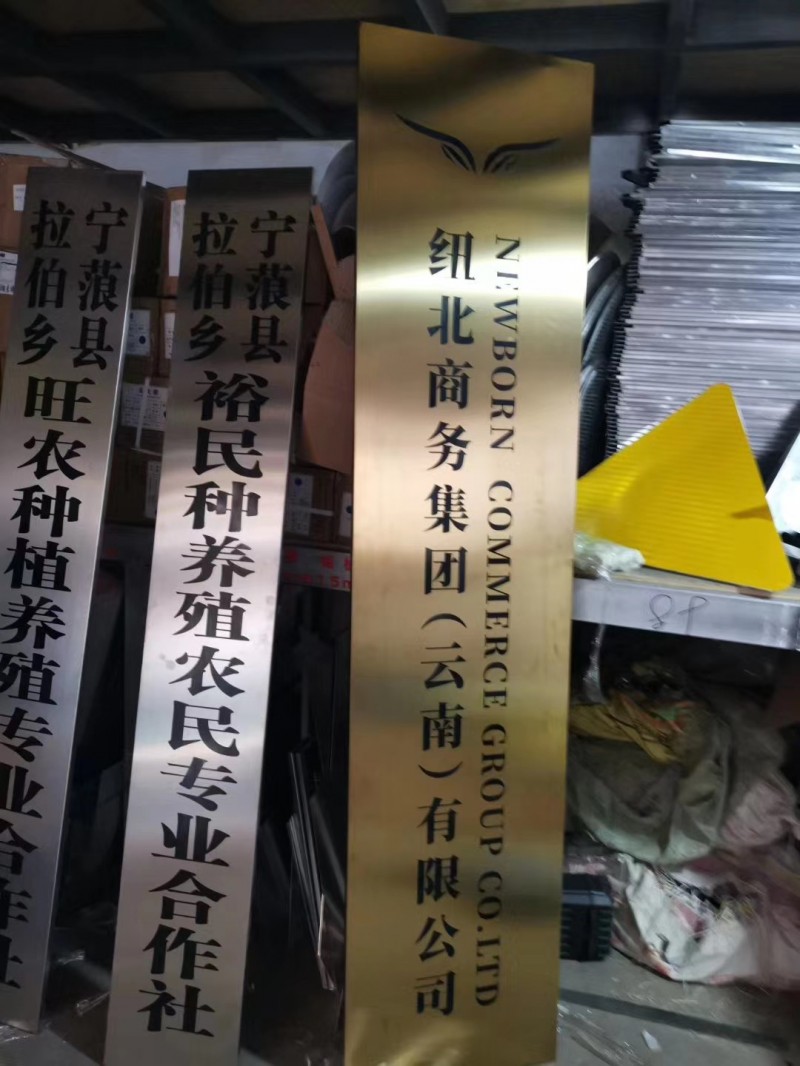 宁蒗县
拉伯乡
旺农种植养殖专业合作社
宁蒗县
拉伯乡
裕民种养殖农民专业合作社
纽北商务集团（云南）有限公司
NEWBORN COMMERCE GROUP CO.LTD